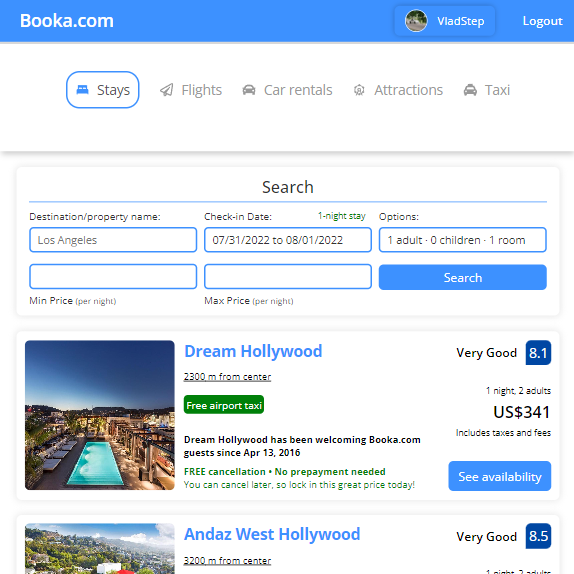 Booka.com
VladStep
Logout
Stays
Flights
Car rentals
Attractions
Taxi
Search
Destination/property name:
Check-in Date:
1-night stay
Options:
Los Angeles
07/31/2022 to 08/01/2022
1 adult · 0 children · 1 room
Search
Min Price (per night)
Max Price (per night)
Dream Hollywood
Very Good
8.1
2300 m from center
1 night, 2 adults
Free airport taxi
US$341
Includes taxes and fees
Dream Hollywood has been welcoming Booka.com
guests since Apr 13, 2016
FREE cancellation • No prepayment needed
You can cancel later, so lock in this great price today!
See availability
Andaz West Hollywood
Very Good
8.5
3200 m from center
1 night, 2 adults